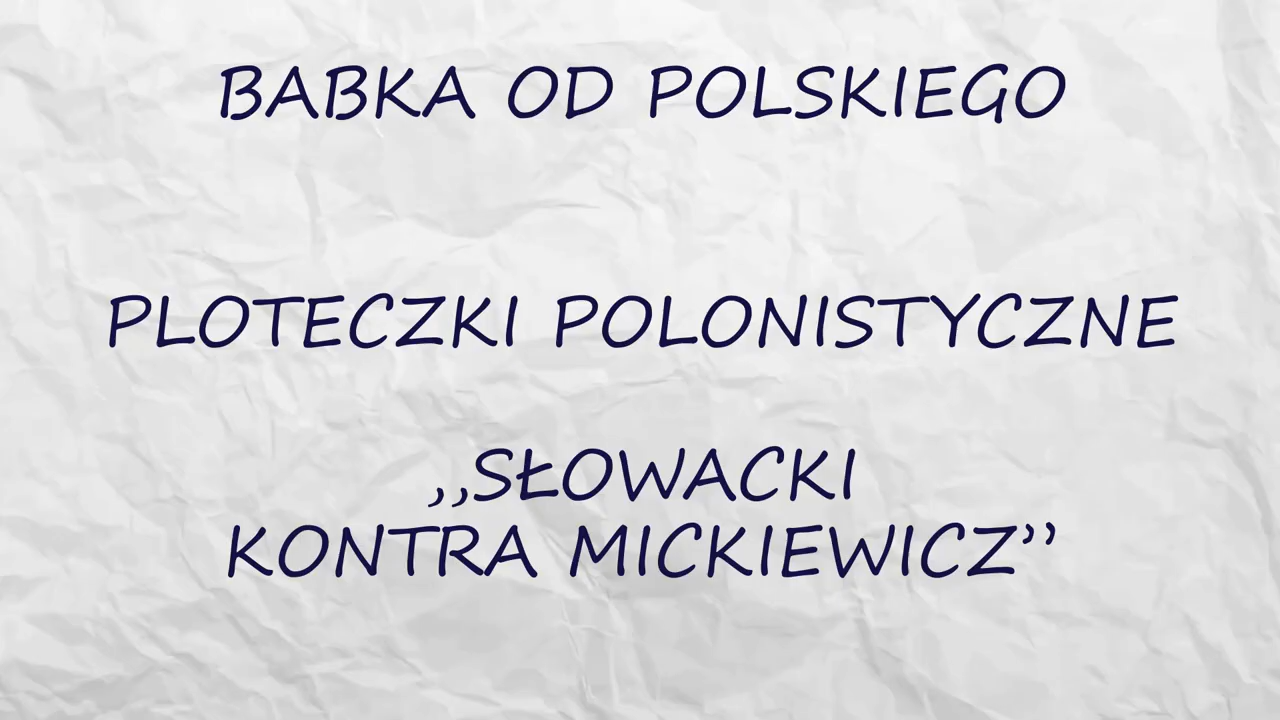 BABKA OD POLSKIEGO
PLOTECZKI POLONISTYCZNE
,,SŁOWACKI
KONTRA MICKIEWICZ’’